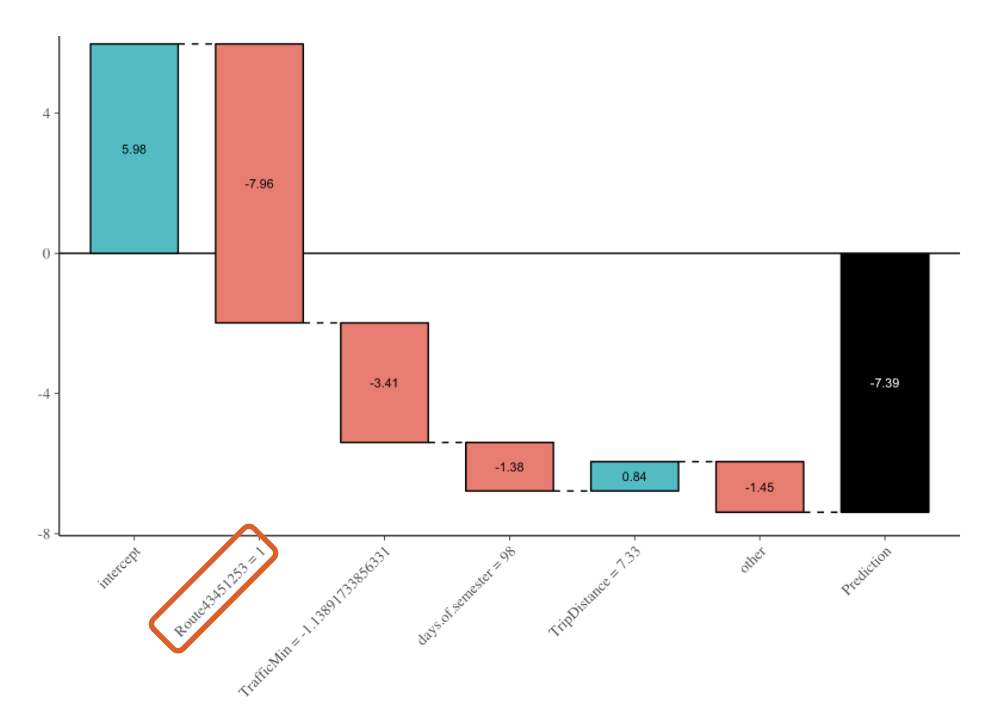 4
0
-4
-8
5.98
-7.96
-3.41
-1.38
0.84
-1.45
-7.39
intercept
Route43451253 = 1
TrafficMin = -1.13891733856331
days.of.semester = 98
TripDistance = 7.33
other
Prediction